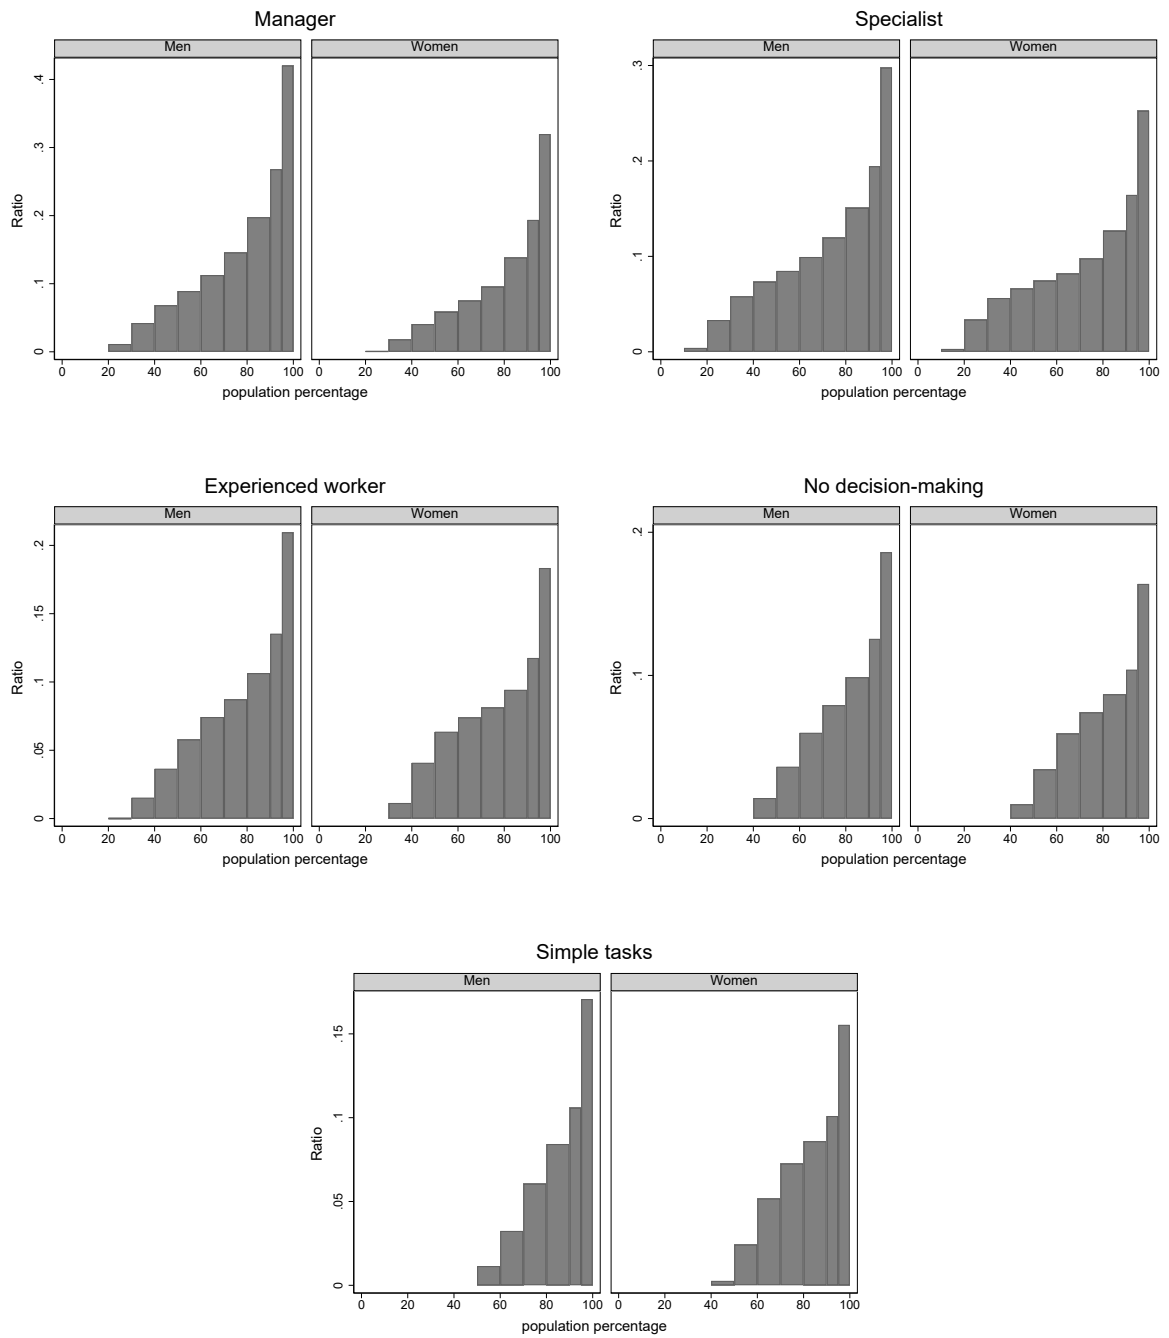 Manager
Men Women
.4
.3
.2
.1
0
Ratio
0 20 40 60 80 100 0 20 40 60 80 100
population percentage
Specialist
Men Women
.3
.2
.1
0
Ratio
0 20 40 60 80 100 0 20 40 60 80 100
population percentage
Experienced worker
Men Women
.2
.15
.1
.05
0
Ratio
0 20 40 60 80 100 0 20 40 60 80 100
population percentage
No decision-making
Men Women
.2
.1
0
Ratio
0 20 40 60 80 100 0 20 40 60 80 100
population percentage
Simple tasks
Men Women
.15
.1
.05
0
Ratio
0 20 40 60 80 100 0 20 40 60 80 100
population percentage